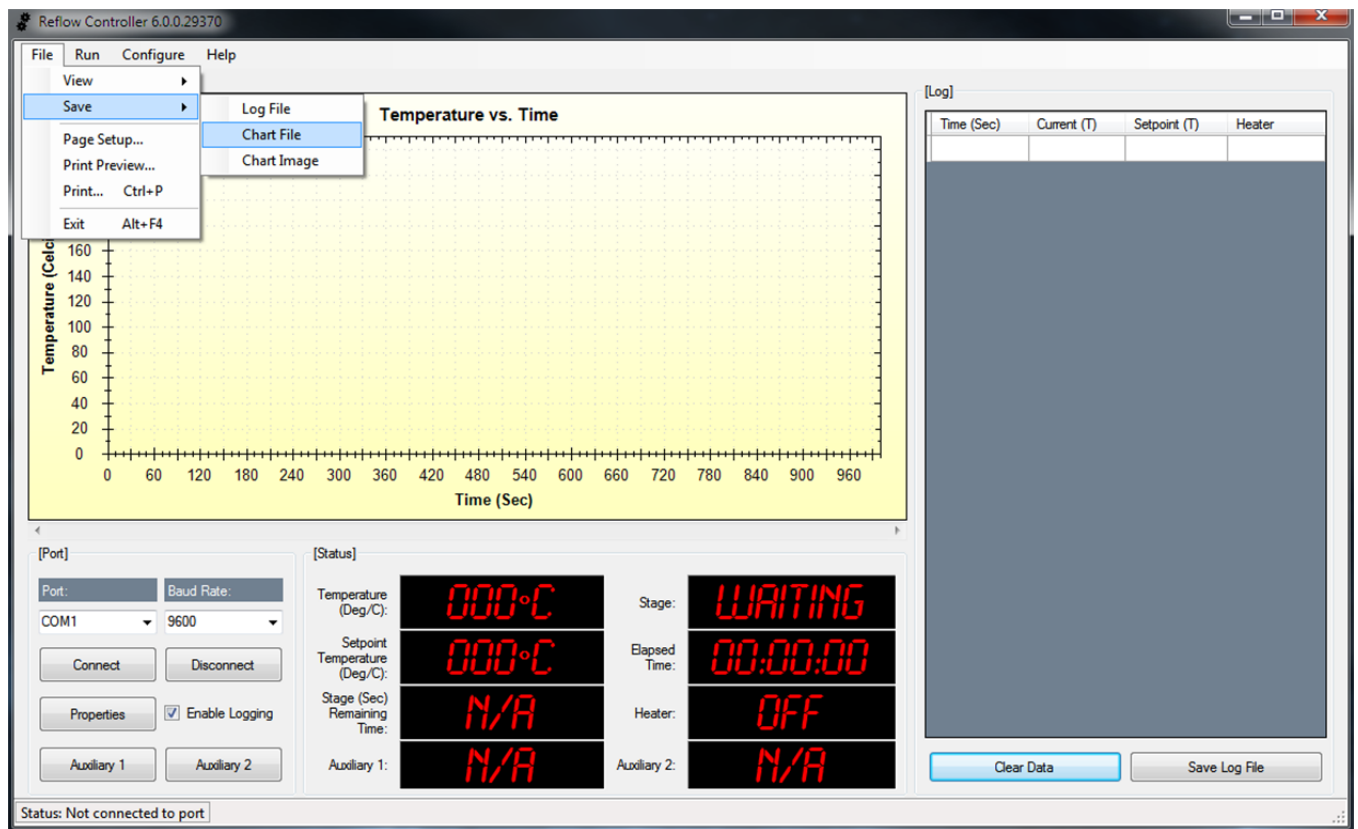 Reflow Controller 6.0.0.29370
File Run Configure Help
View
Save
Page Setup...
Print Preview...
Print... Ctrl+P
Exit Alt+F4
Log File
Chart File
Chart Image
Temperature vs. Time
160
140
120
100
80
60
40
20
0
0 60 120 180 240 300 360 420 480 540 600 660 720 780 840 900 960
Time (Sec)
[Log]
Time (Sec) Current (T) Setpoint (T) Heater
[Port]
Port: Baud Rate:
COM1 9600
Connect Disconnect
Properties Enable Logging
Auxiliary 1 Auxiliary 2
[Status]
Temperature
(Deg/C):
000°C
Stage:
WAITING
Setpoint
Temperature
(Deg/C):
000°C
Elapsed
Time:
00:00:00
Stage (Sec)
Remaining
Time:
N/A
Heater:
OFF
Auxiliary 1:
N/A
Auxiliary 2:
N/A
Clear Data Save Log File
Status: Not connected to port